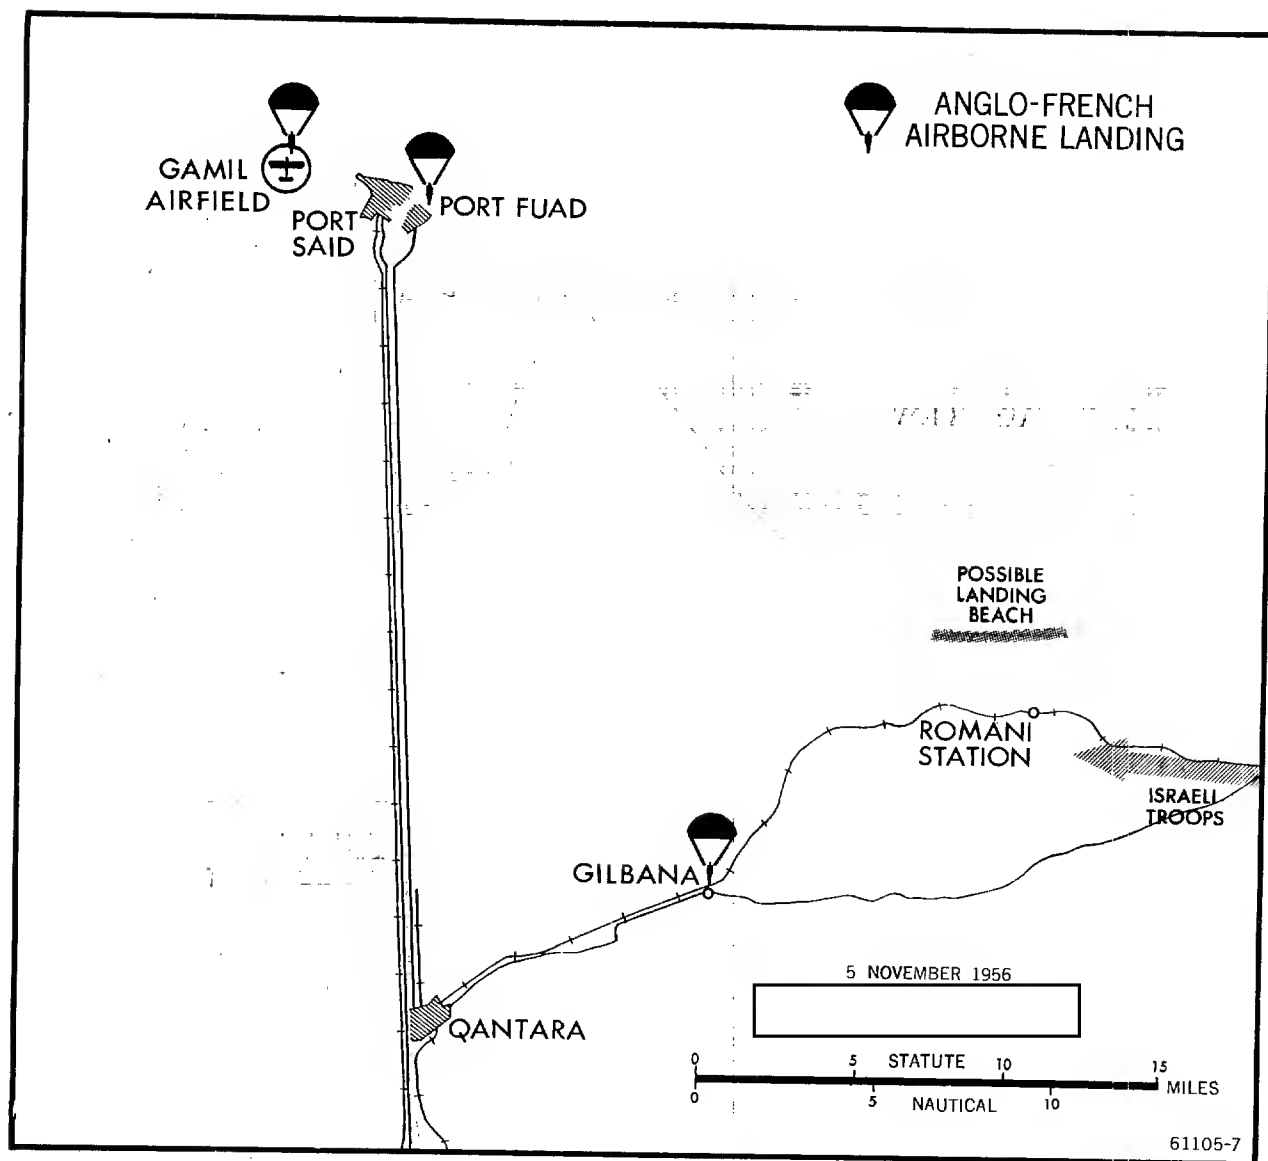 ANGLO-FRENCH
AIRBORNE LANDING
GAMIL
AIRFIELD
PORT
SAID
PORT FUAD
POSSIBLE
LANDING
BEACH
ROMANI
STATION
ISRAELI
TROOPS
GILBANA
QANTARA
5 NOVEMBER 1956
0 5 STATUTE 10 15
MILES
0 5 NAUTICAL 10
61105-7